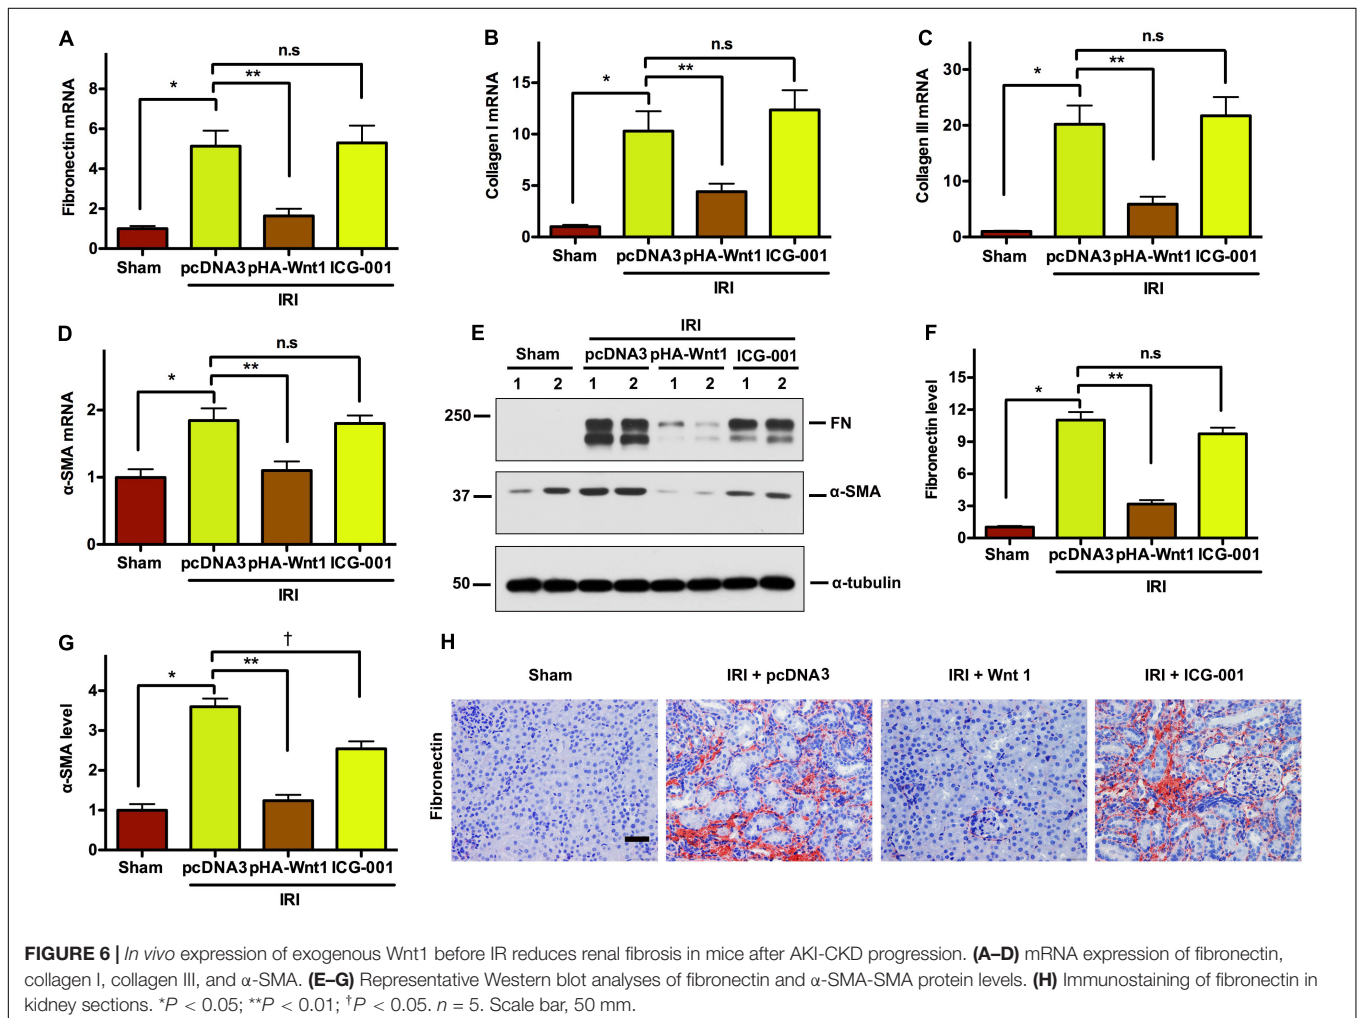 A
Fibronectin mRNA
8
6
4
2
0
*
**
n.s
Sham
pcDNA3 pHA-Wnt1 ICG-001
IRI
B
Collagen I mRNA
15
10
5
0
*
**
n.s
Sham
pcDNA3 pHA-Wnt1 ICG-001
IRI
C
Collagen III mRNA
30
20
10
0
*
**
n.s
Sham
pcDNA3 pHA-Wnt1 ICG-001
IRI
D
α-SMA mRNA
2
1
0
*
**
n.s
Sham
pcDNA3 pHA-Wnt1 ICG-001
IRI
E
IRI
Sham pcDNA3 pHA-Wnt1 ICG-001
1 2 1 2 1 2 1 2
250 FN
37 α-SMA
50 α-tubulin
F
Fibronectin level
15
12
9
6
3
0
*
**
n.s
Sham
pcDNA3 pHA-Wnt1 ICG-001
IRI
G
α-SMA level
4
3
2
1
0
*
**
†
Sham
pcDNA3 pHA-Wnt1 ICG-001
IRI
H
Sham IRI + pcDNA3 IRI + Wnt 1 IRI + ICG-001
Fibronectin
FIGURE 6 | In vivo expression of exogenous Wnt1 before IR reduces renal fibrosis in mice after AKI-CKD progression. (A–D) mRNA expression of fibronectin,
collagen I, collagen III, and α-SMA. (E–G) Representative Western blot analyses of fibronectin and α-SMA-SMA protein levels. (H) Immunostaining of fibronectin in
kidney sections. *P < 0.05; **P < 0.01; †P < 0.05. n = 5. Scale bar, 50 mm.